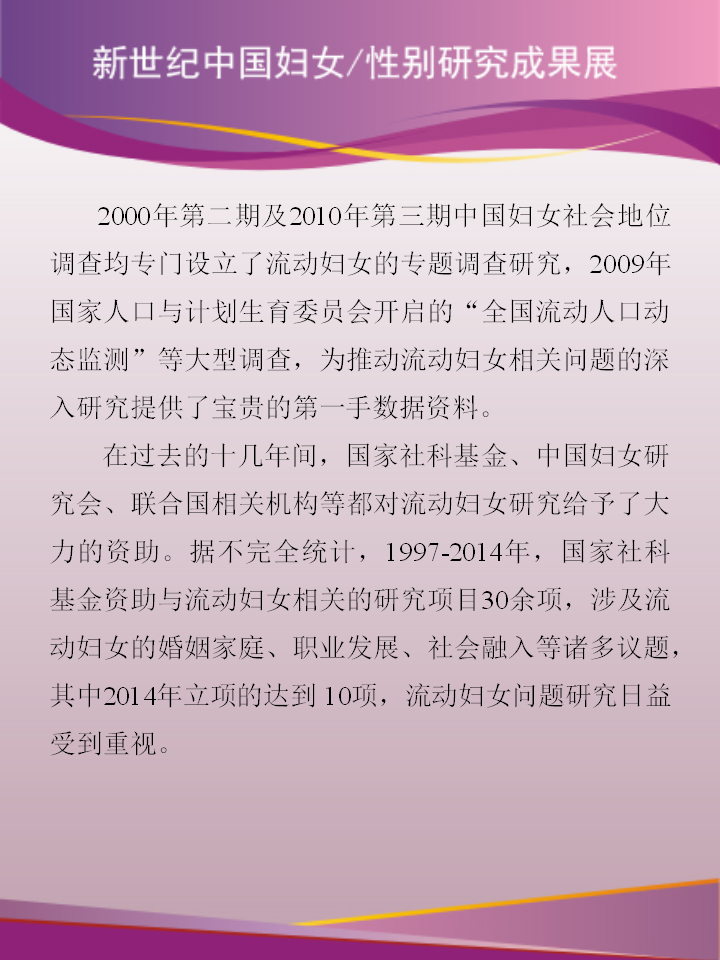 新世纪中国妇女/性别研究成果展
2000年第二期及2010年第三期中国妇女社会地位
调查均专门设立了流动妇女的专题调查研究，2009年
国家人口与计划生育委员会开启的“全国流动人口动
态监测”等大型调查，为推动流动妇女相关问题的深
入研究提供了宝贵的第一手数据资料。
在过去的十几年间，国家社科基金、中国妇女研
究会、联合国相关机构等都对流动妇女研究给予了大
力的资助。据不完全统计，1997-2014年，国家社科
基金资助与流动妇女相关的研究项目30余项，涉及流
动妇女的婚姻家庭、职业发展、社会融入等诸多议题，
其中2014年立项的达到 10项，流动妇女问题研究日益
受到重视。